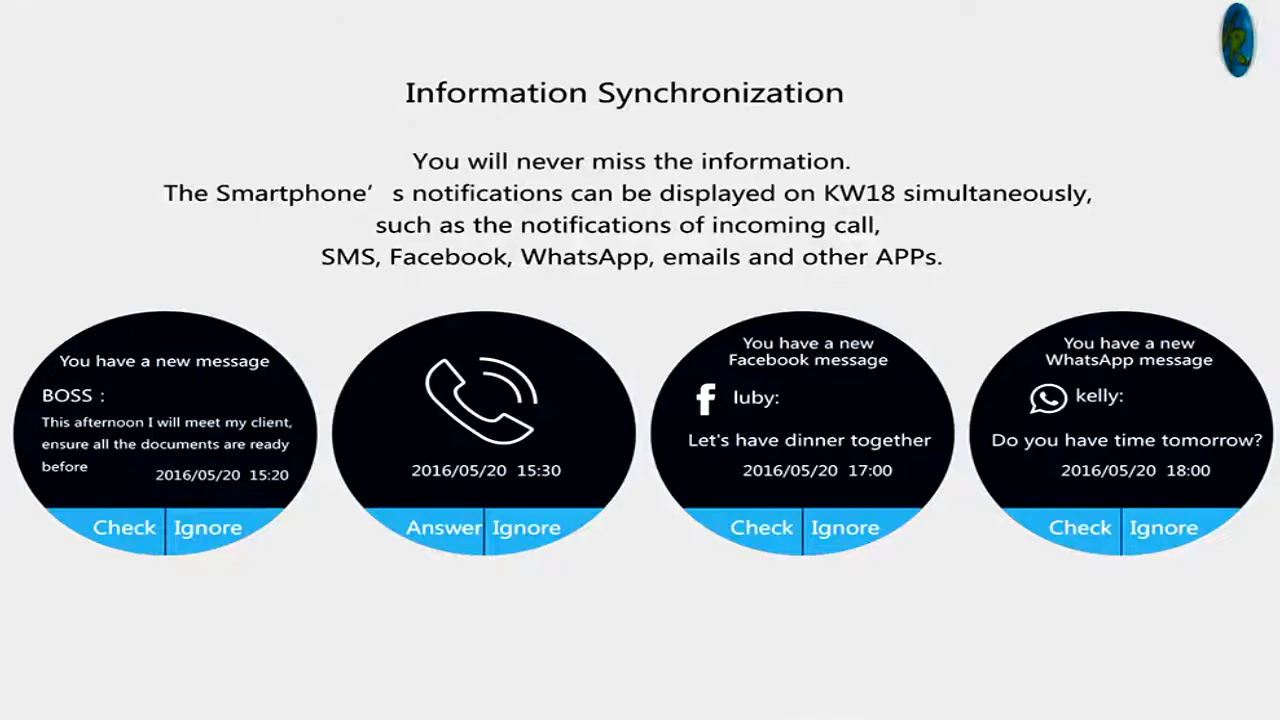 Information Synchronization
You will never miss the information.
The Smartphone’ s notifications can be displayed on KW18 simultaneously,
such as the notifications of incoming call,
SMS, Facebook, WhatsApp, emails and other APPs.
You have a new message
BOSS :
This afternoon I will meet my client,
ensure all the documents are ready
before
2016/05/20 15:20
Check Ignore
2016/05/20 15:30
Answer Ignore
You have a new
Facebook message
luby:
Let's have dinner together
2016/05/20 17:00
Check Ignore
You have a new
WhatsApp message
kelly:
Do you have time tomorrow?
2016/05/20 18:00
Check Ignore